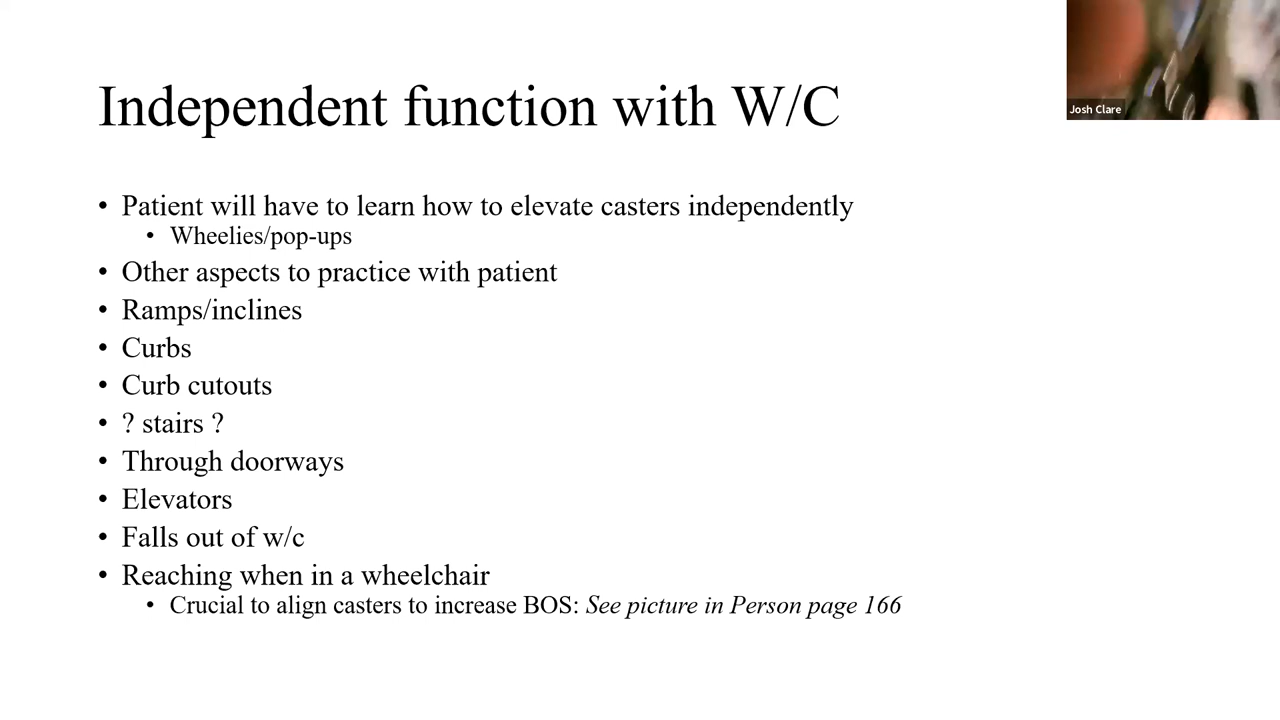 Independent function with W/C
Josh Clare
• Patient will have to learn how to elevate casters independently
• Wheelies/pop-ups
• Other aspects to practice with patient
• Ramps/inclines
• Curbs
• Curb cutouts
• ? stairs ?
• Through doorways
• Elevators
• Falls out of w/c
• Reaching when in a wheelchair
• Crucial to align casters to increase BOS: See picture in Person page 166